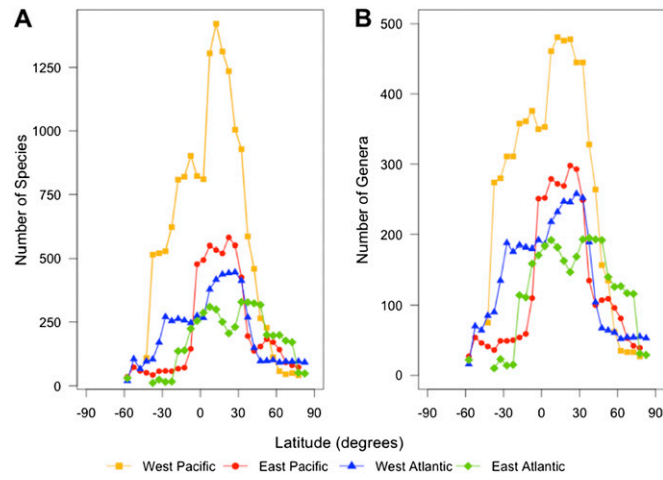 A
B
Number of Species
1250
1000
750
500
250
0
-90 -60 -30 0 30 60 90
Number of Genera
500
400
300
200
100
0
-90 -60 -30 0 30 60 90
Latitude (degrees)
West Pacific East Pacific West Atlantic East Atlantic